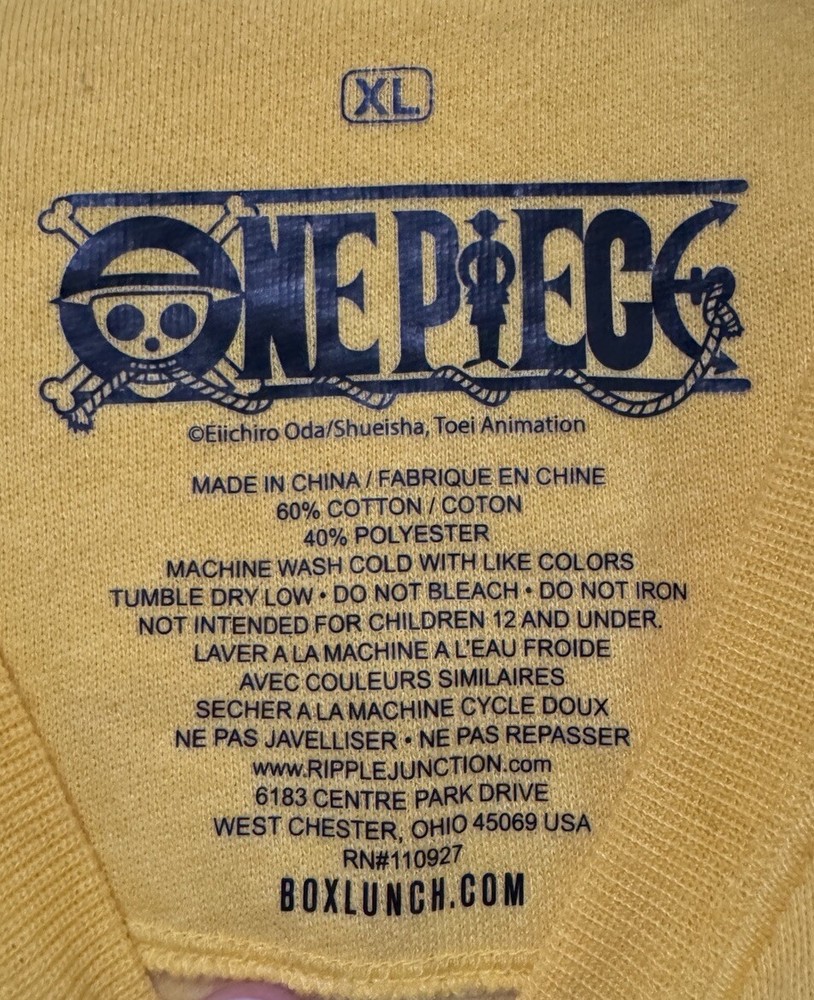 XL
ONE PIECE
©Eiichiro Oda/Shueisha, Toei Animation
MADE IN CHINA / FABRIQUE EN CHINE
60% COTTON / COTON
40% POLYESTER
MACHINE WASH COLD WITH LIKE COLORS
TUMBLE DRY LOW • DO NOT BLEACH • DO NOT IRON
NOT INTENDED FOR CHILDREN 12 AND UNDER.
LAVER A LA MACHINE A L'EAU FROIDE
AVEC COULEURS SIMILAIRES
SECHER A LA MACHINE CYCLE DOUX
NE PAS JAVELLISER • NE PAS REPASSER
www.RIPPLEJUNCTION.com
6183 CENTRE PARK DRIVE
WEST CHESTER, OHIO 45069 USA
RN#110927
BOXLUNCH.COM